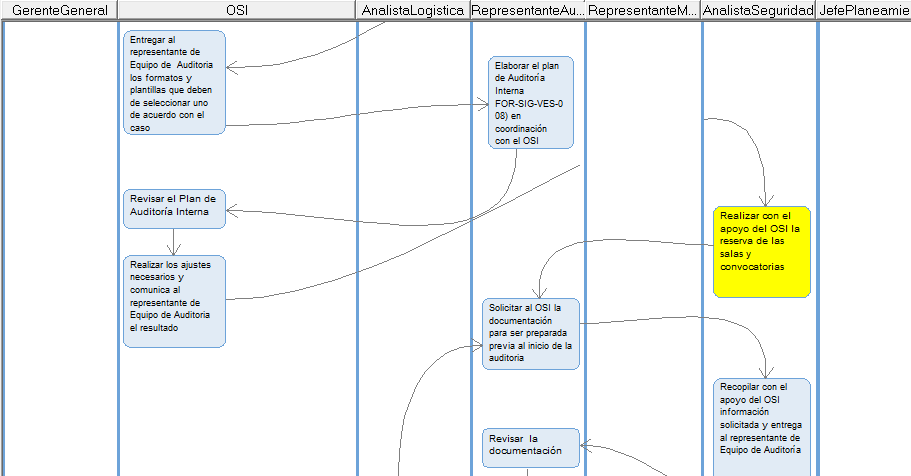 GerenteGeneral
OSI
AnalistaLogistica
RepresentanteAu...
RepresentanteM...
AnalistaSeguridad
JefePlaneamie
Entregar al
representante de
Equipo de Auditoria
los formatos y
plantillas que deben
de seleccionar uno
de acuerdo con el
caso
Elaborar el plan
de Auditoría
Interna
FOR-SIG-VES-0
08) en
coordinación
con el OSI
Revisar el Plan de
Auditoría Interna
Realizar con el
apoyo del OSI la
reserva de las
salas y
convocatorias
Realizar los ajustes
necesarios y
comunica al
representante de
Equipo de Auditoria
el resultado
Solicitar al OSI la
documentación
para ser preparada
previa al inicio de la
auditoria
Recopilar con el
apoyo del OSI
información
solicitada y entrega
al representante de
Equipo de Auditoría
Revisar la
documentación